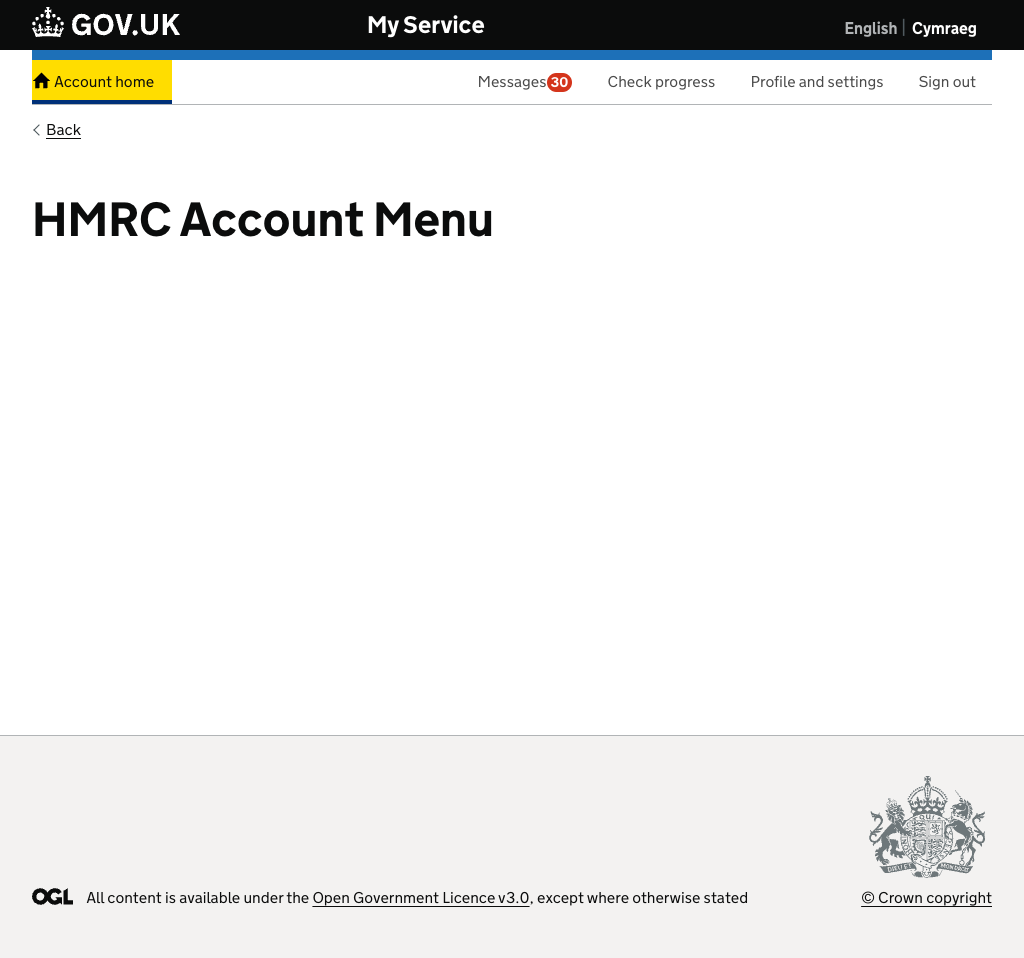 GOV.UK
My Service
English
Cymraeg
Account home
Messages 30
Check progress
Profile and settings
Sign out
Back
HMRC Account Menu
OGL
All content is available under the Open Government Licence v3.0, except where otherwise stated
© Crown copyright